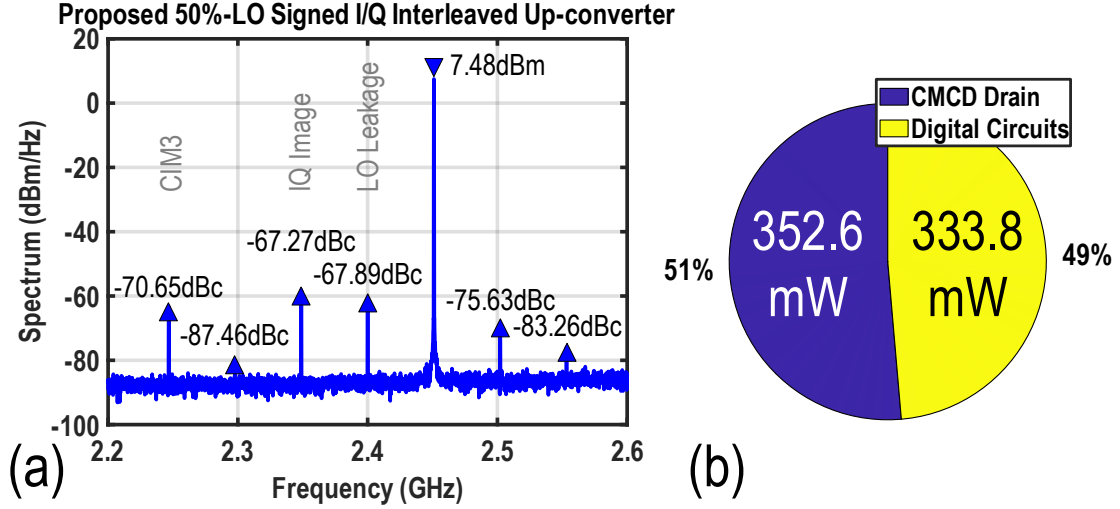 Proposed 50%-LO Signed I/Q Interleaved Up-converter
20
0
-20
-40
-60
-80
-100
Spectrum (dBm/Hz)
CIM3
IQ Image
LO Leakage
7.48dBm
-67.27dBc
-67.89dBc
-70.65dBc
-87.46dBc
-75.63dBc
-83.26dBc
2.2
2.3
2.4
2.5
2.6
Frequency (GHz)
(a)
CMCD Drain
Digital Circuits
352.6
mW
333.8
mW
51%
49%
(b)